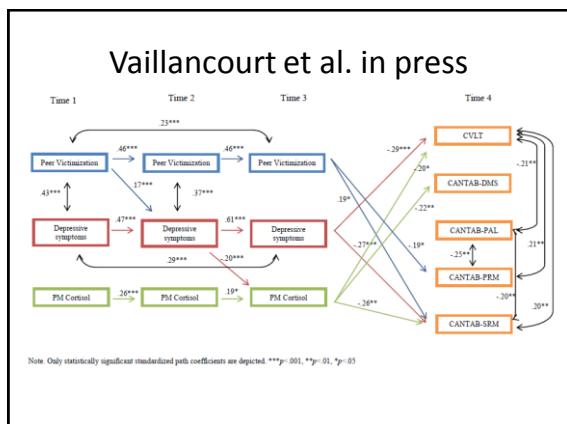 Vaillancourt et al. in press
Time 1
Time 2
Time 3
Time 4
.23***
Peer Victimization
.46***
Peer Victimization
.46***
Peer Victimization
.43***
.17***
.37***
Depressive
symptoms
.47***
Depressive
symptoms
.61***
Depressive
symptoms
.29***
-.20***
PM Cortisol
.26***
PM Cortisol
.19*
PM Cortisol
-.29***
-.20*
.19*
-.22**
-.27***
-.19*
-.26**
CVLT
CANTAB-DMS
CANTAB-PAL
-.25**
CANTAB-PRM
CANTAB-SRM
-.21**
.21**
-.20**
.20**
Note. Only statistically significant standardized path coefficients are depicted. ***p<.001, **p<.01, *p<.05